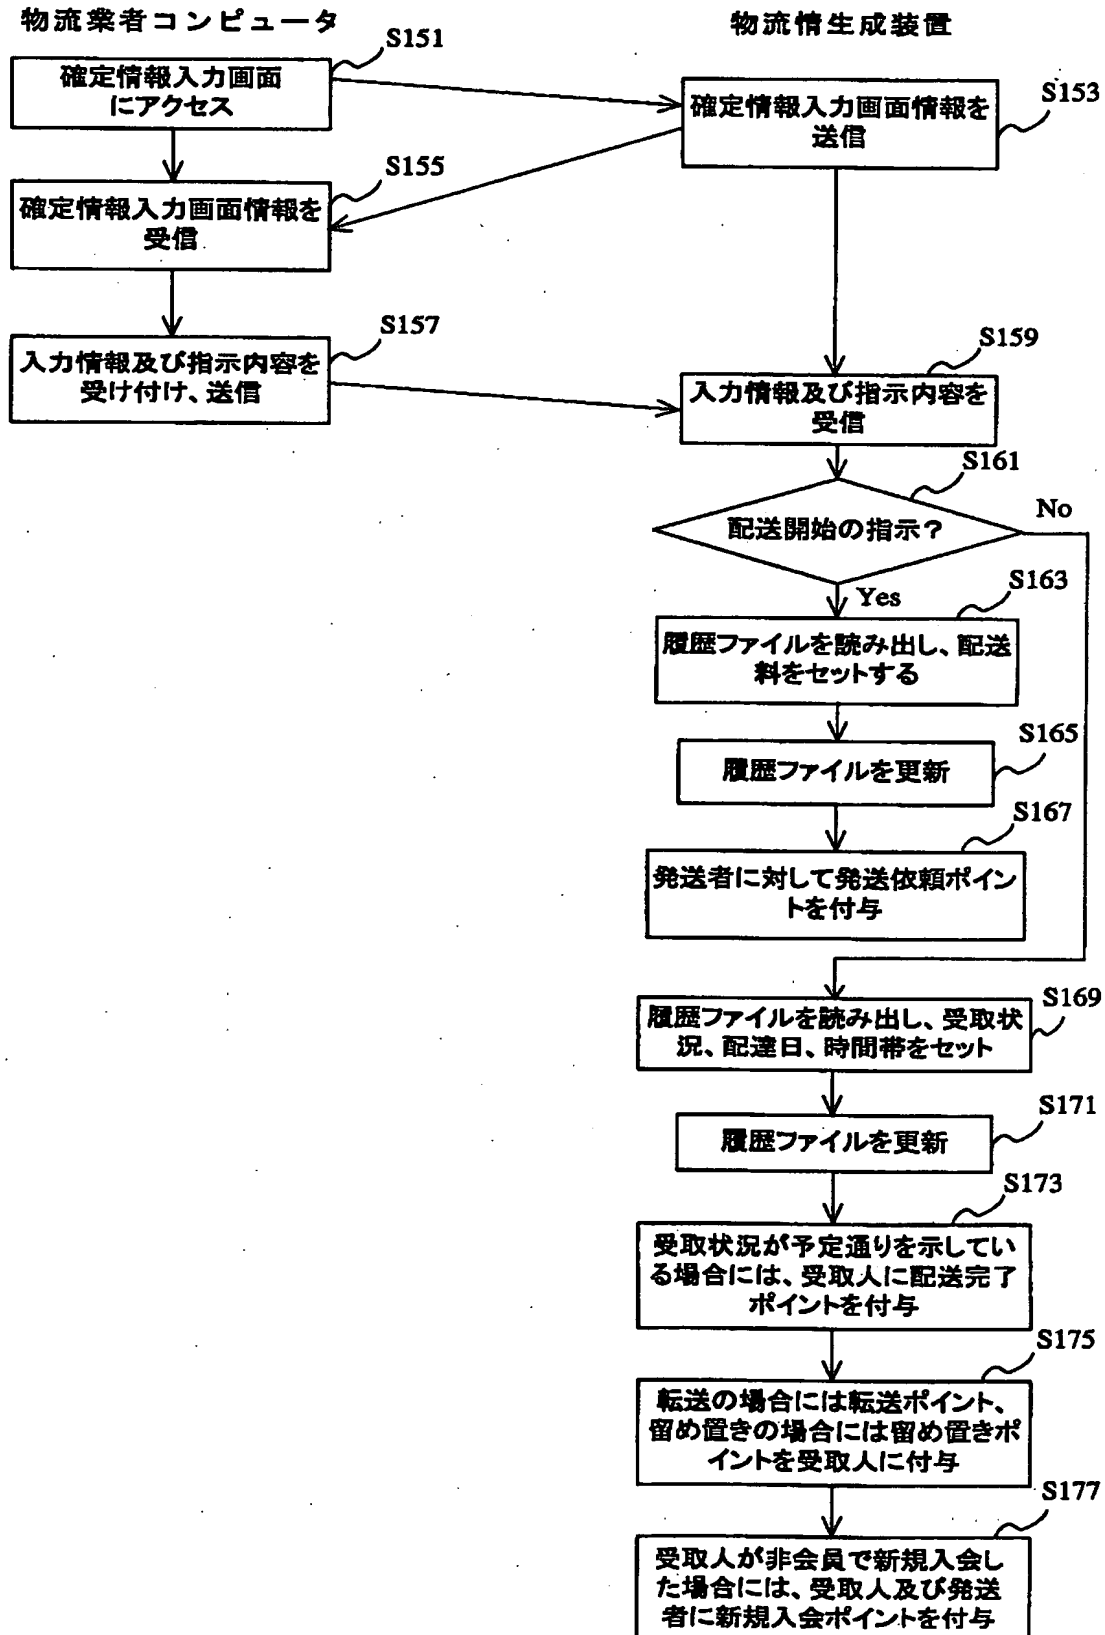 物流業者コンピュータ
物流情生成装置
S151
確定情報入力画面
にアクセス
S153
確定情報入力画面情報を
送信
S155
確定情報入力画面情報を
受信
S157
入力情報及び指示内容を
受け付け、送信
S159
入力情報及び指示内容を
受信
S161
配送開始の指示?
No
Yes
S163
履歴ファイルを読み出し、配送
料をセットする
S165
履歴ファイルを更新
S167
発送者に対して発送依頼ポイン
トを付与
S169
履歴ファイルを読み出し、受取状
況、配達日、時間帯をセット
S171
履歴ファイルを更新
S173
受取状況が予定通りを示してい
る場合には、受取人に配送完了
ポイントを付与
S175
転送の場合には転送ポイント、
留め置きの場合には留め置きポ
イントを受取人に付与
S177
受取人が非会員で新規入会し
た場合には、受取人及び発送
者に新規入会ポイントを付与